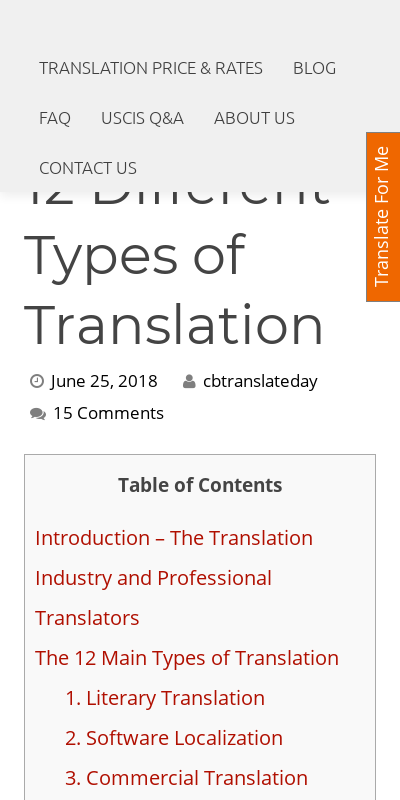 TRANSLATION PRICE & RATES BLOG
FAQ USCIS Q&A ABOUT US
CONTACT US
Translate For Me
12 Different
Types of
Translation
June 25, 2018 cbtranslateday
15 Comments
Table of Contents
Introduction – The Translation
Industry and Professional
Translators
The 12 Main Types of Translation
1. Literary Translation
2. Software Localization
3. Commercial Translation